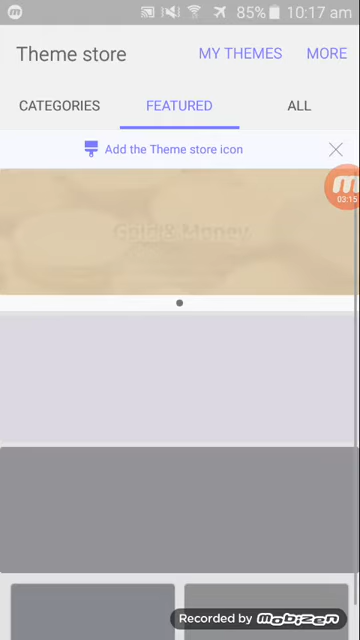 85% 10:17 am
Theme store MY THEMES MORE
CATEGORIES FEATURED ALL
Add the Theme store icon
Gold & Money
03:15
Recorded by MOBIZEN